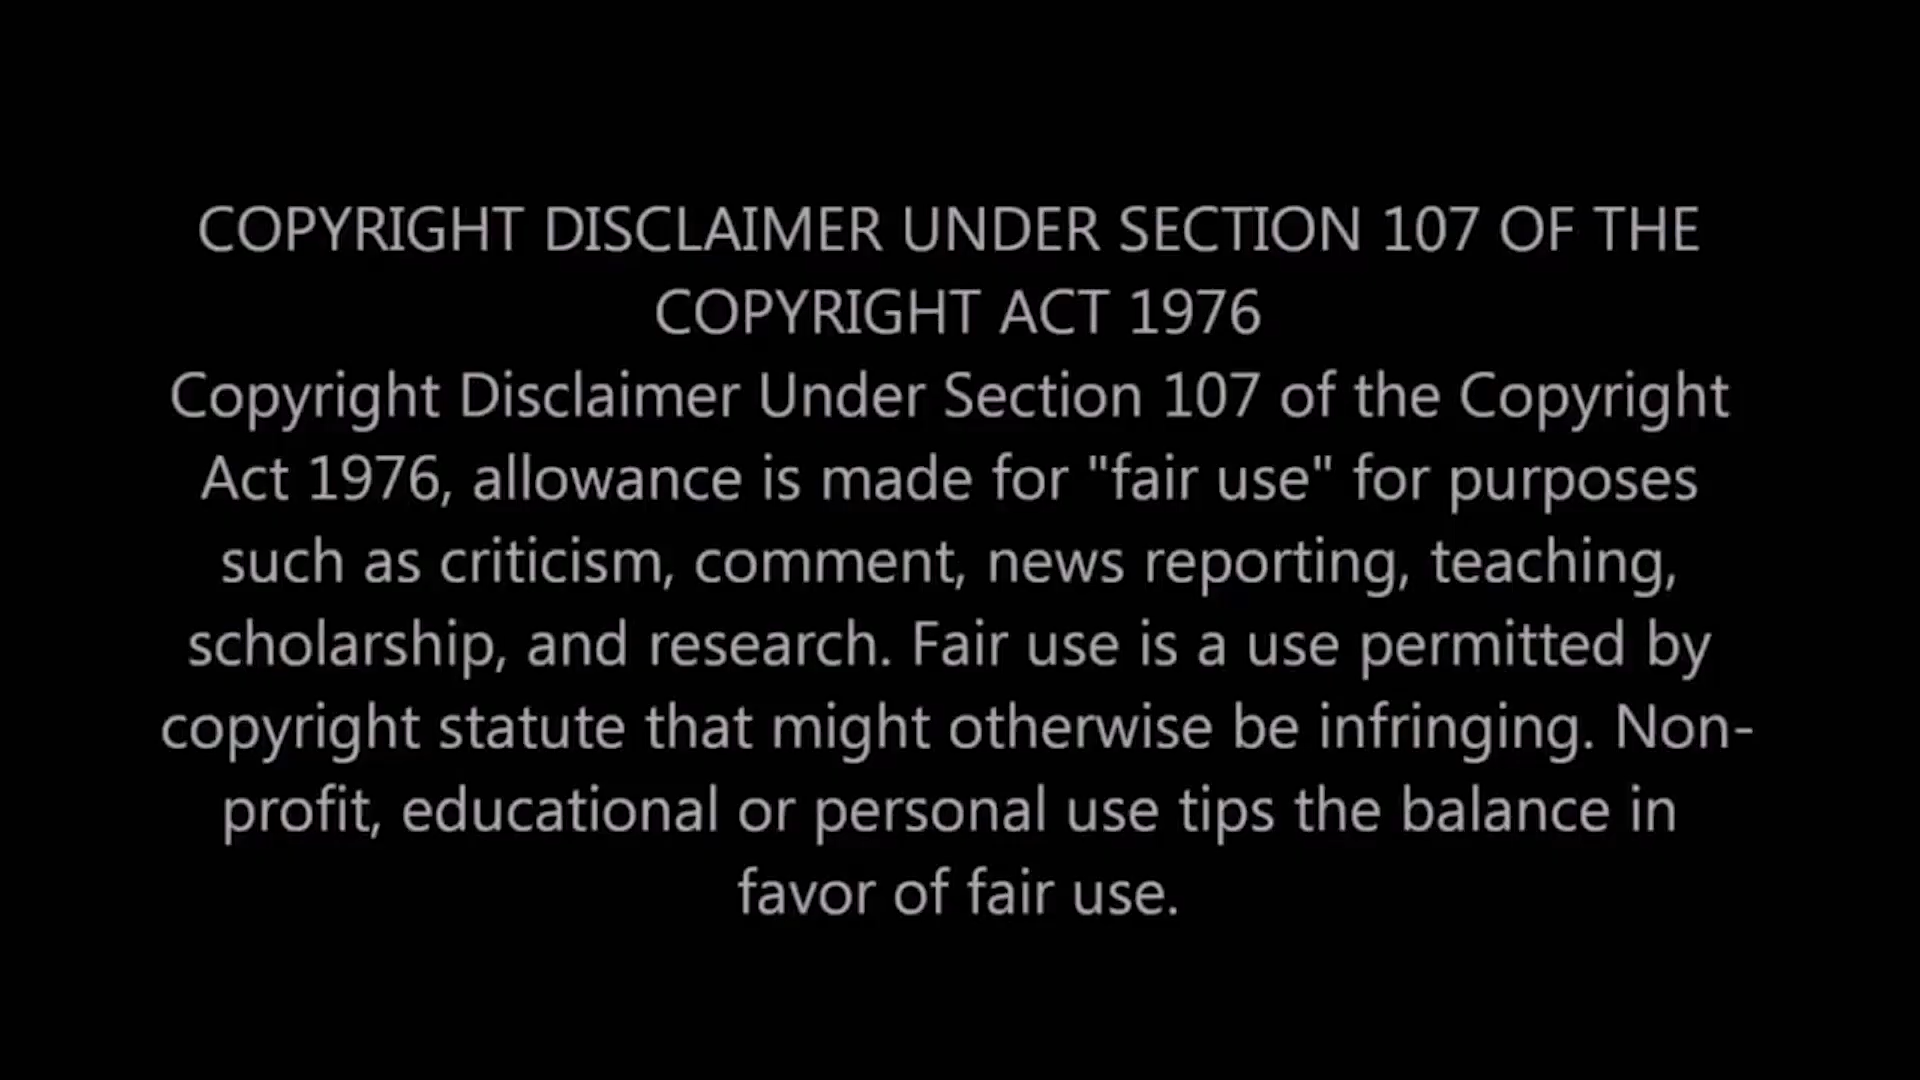 COPYRIGHT DISCLAIMER UNDER SECTION 107 OF THE
COPYRIGHT ACT 1976
Copyright Disclaimer Under Section 107 of the Copyright
Act 1976, allowance is made for "fair use" for purposes
such as criticism, comment, news reporting, teaching,
scholarship, and research. Fair use is a use permitted by
copyright statute that might otherwise be infringing. Non-
profit, educational or personal use tips the balance in
favor of fair use.